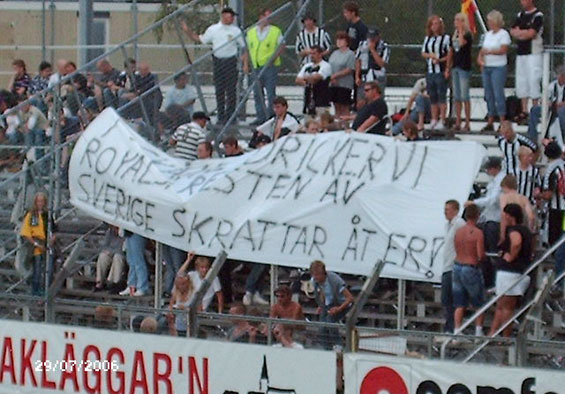 DRICKER VI
ROYAL RESTEN AV
SVERIGE SKRATTAR ÅT ER!
AKLÄGGAR'N
29/07/2006